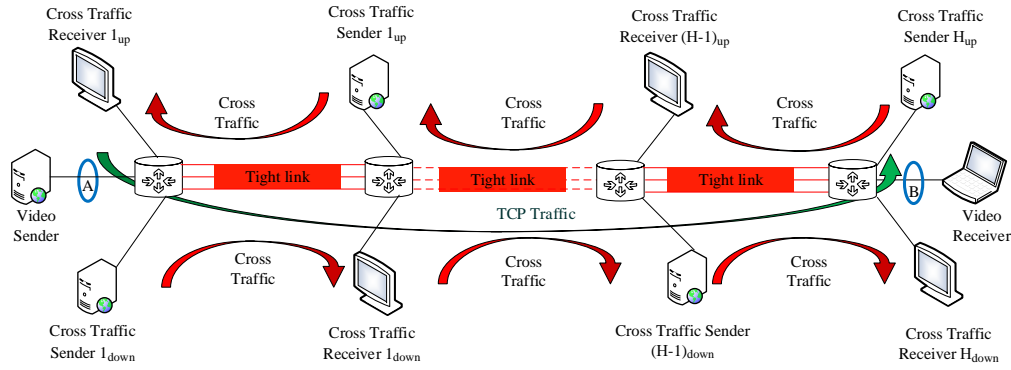 Cross Traffic
Receiver 1up
Cross Traffic
Sender 1up
Cross Traffic
Receiver (H-1)up
Cross Traffic
Sender Hup
Cross
Traffic
Cross
Traffic
Cross
Traffic
A
Tight link
Tight link
Tight link
B
Video
Sender
TCP Traffic
Video
Receiver
Cross
Traffic
Cross
Traffic
Cross
Traffic
Cross Traffic
Sender 1down
Cross Traffic
Receiver 1down
Cross Traffic Sender
(H-1)down
Cross Traffic
Receiver Hdown